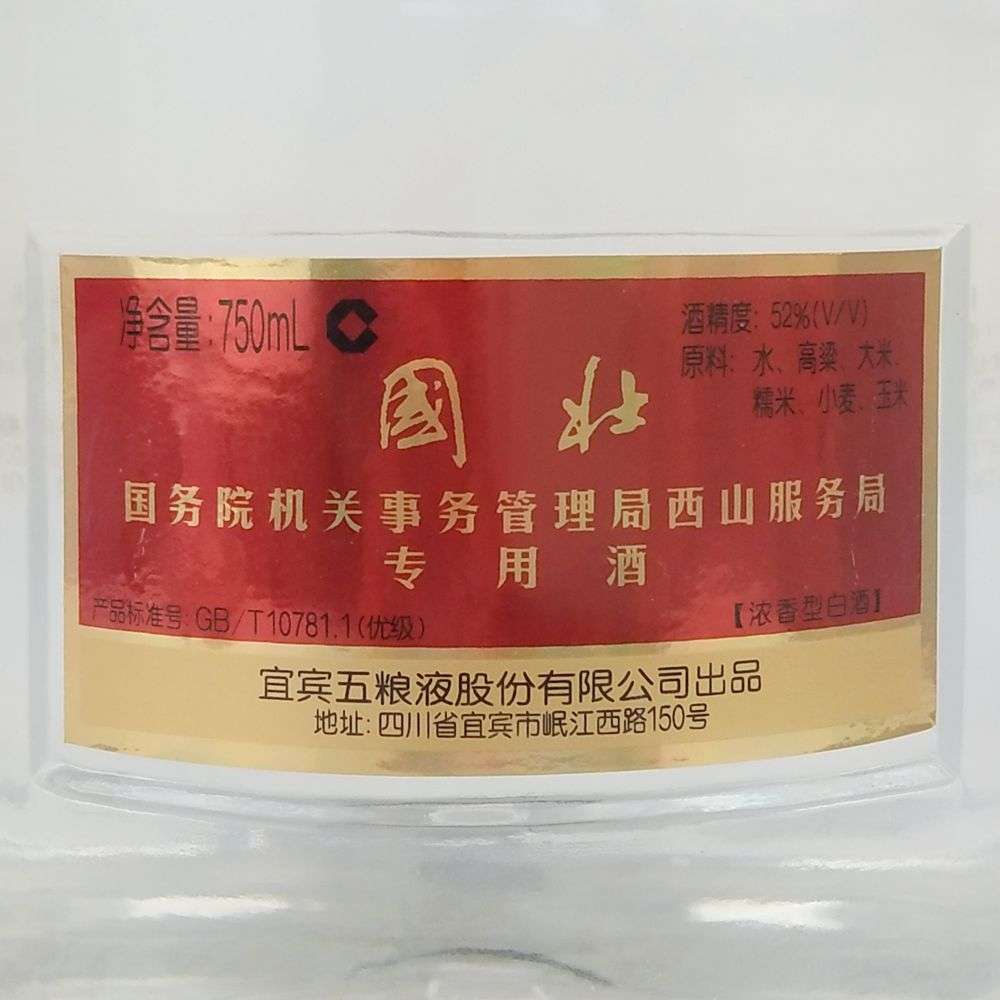 净含量:750mL
酒精度: 52%(V/V)
原料: 水、高粱、大米、
糯米、小麦、玉米
國壮
国务院机关事务管理局西山服务局
专用酒
产品标准号: GB/T10781.1(优级)
【浓香型白酒】
宜宾五粮液股份有限公司出品
地址: 四川省宜宾市岷江西路150号